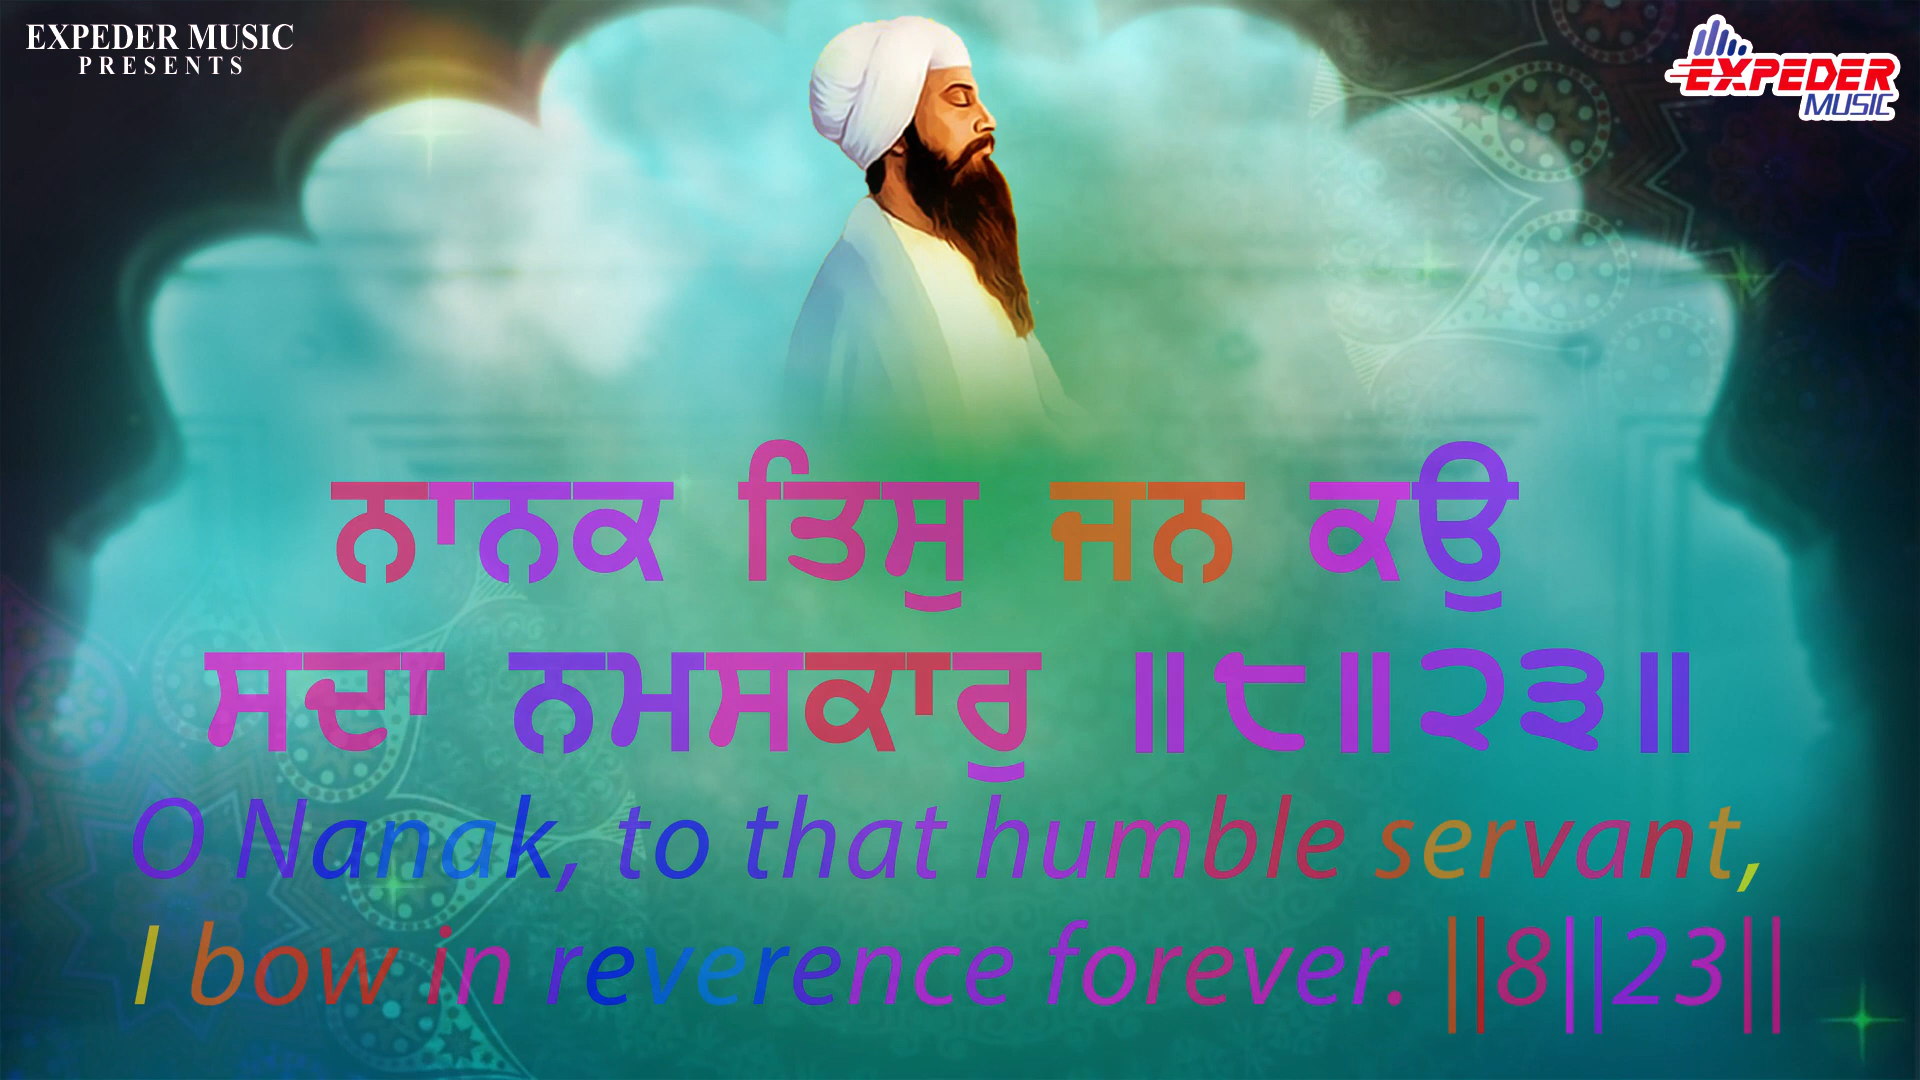 EXPEDER MUSIC
PRESENTS
EXPEDER
MUSIC
ਨਾਨਕ ਤਿਸੁ ਜਨ ਕਉੁ
ਸਦਾ ਨਮਸਕਾਰੁ ॥੮॥੨੩॥
O Nanak, to that humble servant,
I bow in reverence forever. ||8||23||